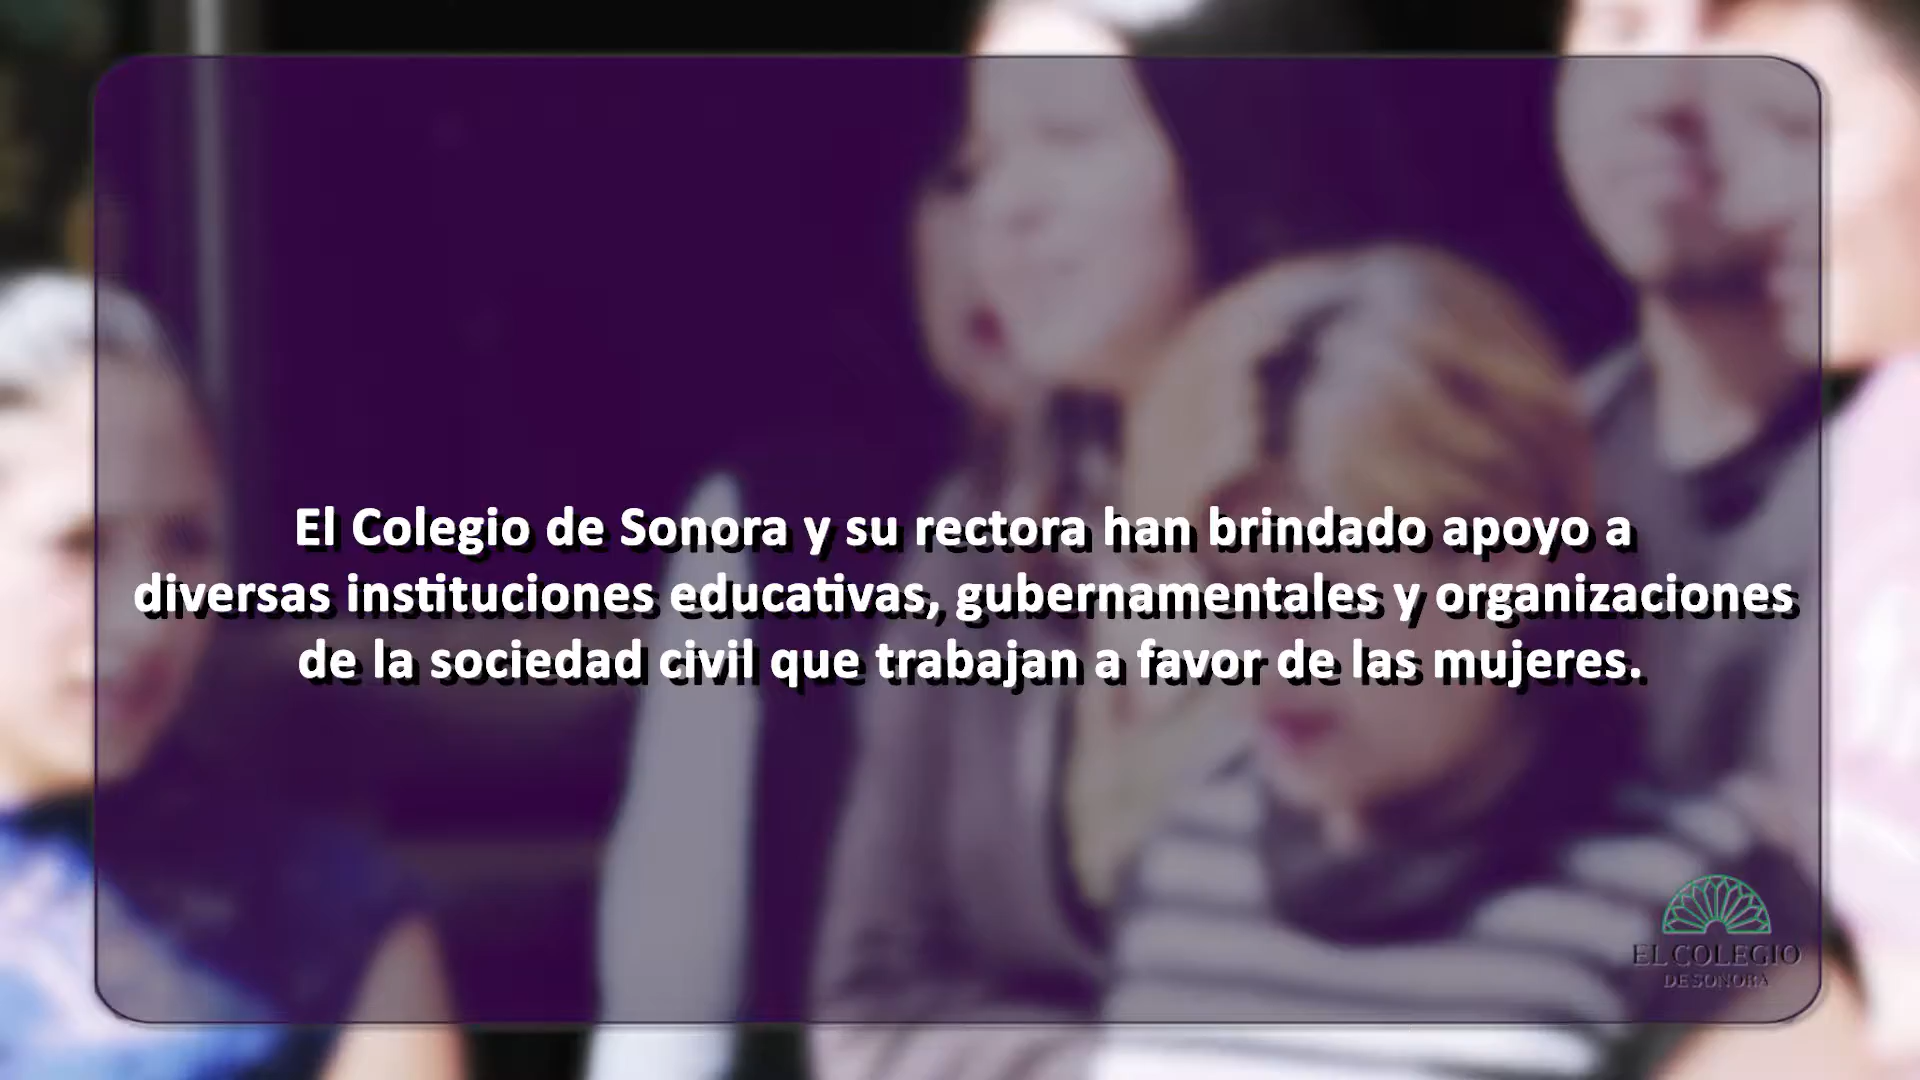 El Colegio de Sonora y su rectora han brindado apoyo a
diversas instituciones educativas, gubernamentales y organizaciones
de la sociedad civil que trabajan a favor de las mujeres.
EL COLEGIO
DE SONORA